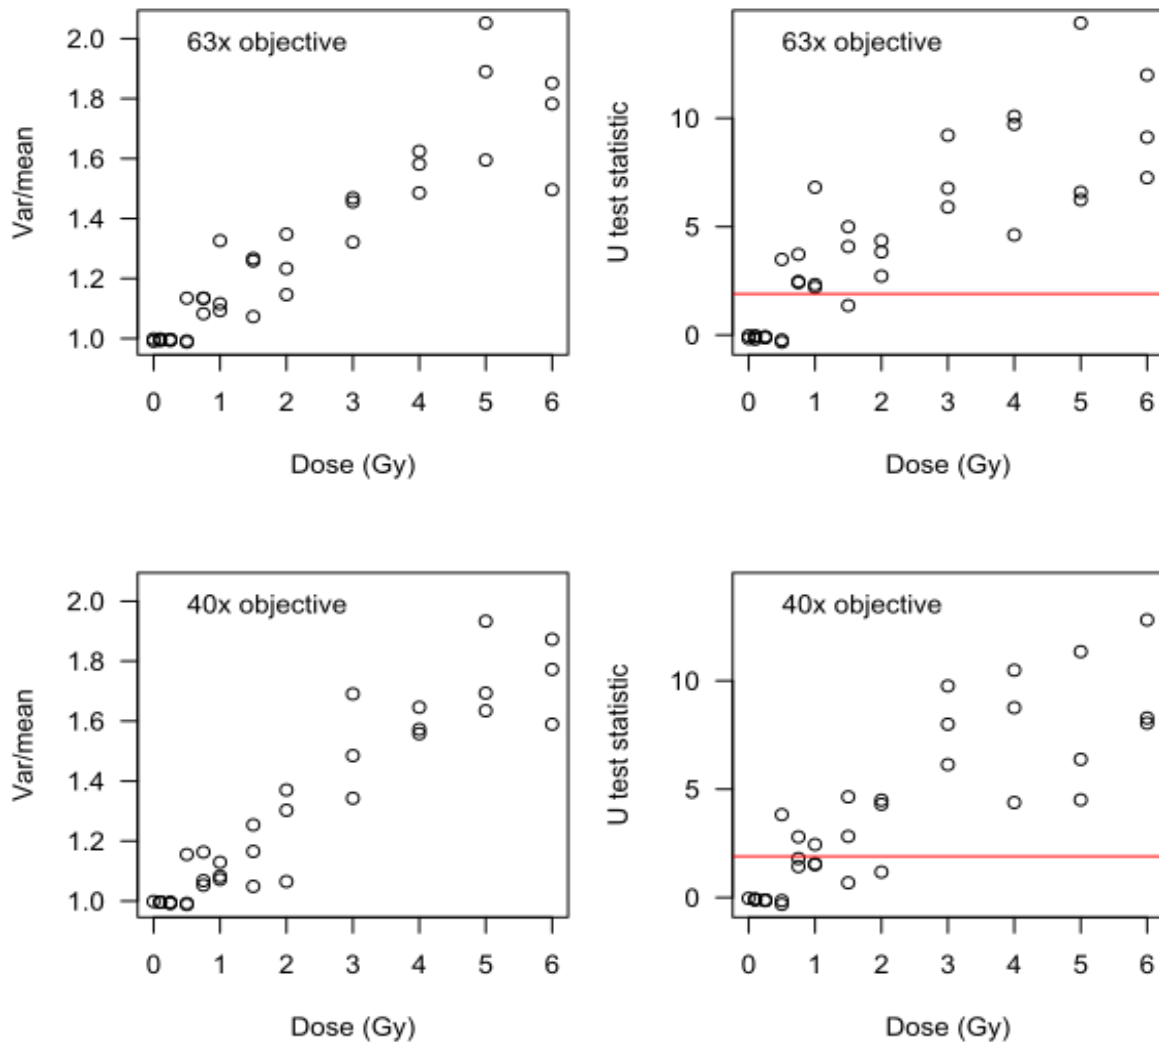 63x objective
Var/mean
2.0
1.8
1.6
1.4
1.2
1.0
0 1 2 3 4 5 6
Dose (Gy)
63x objective
U test statistic
10
5
0
0 1 2 3 4 5 6
Dose (Gy)
40x objective
Var/mean
2.0
1.8
1.6
1.4
1.2
1.0
0 1 2 3 4 5 6
Dose (Gy)
40x objective
U test statistic
10
5
0
0 1 2 3 4 5 6
Dose (Gy)